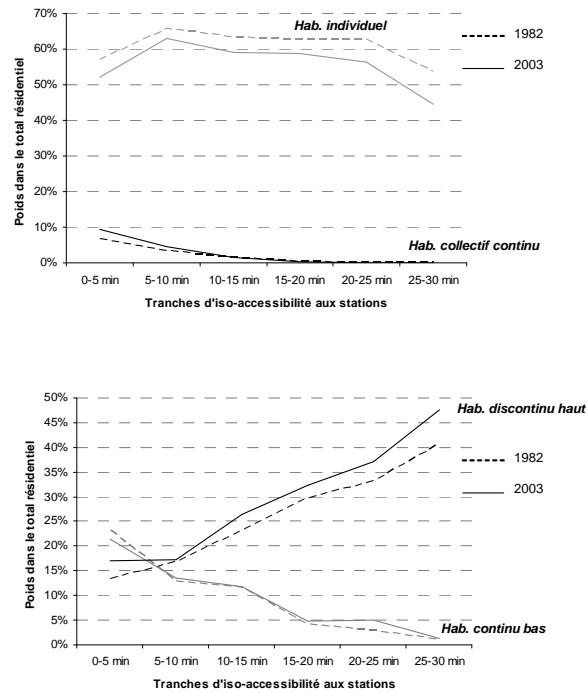 70%
60%
50%
40%
30%
20%
10%
0%
Poids dans le total résidentiel
Hab. individuel
1982
2003
Hab. collectif continu
0-5 min 5-10 min 10-15 min 15-20 min 20-25 min 25-30 min
Tranches d'iso-accessibilité aux stations
50%
45%
40%
35%
30%
25%
20%
15%
10%
5%
0%
Poids dans le total résidentiel
Hab. discontinu haut
1982
2003
Hab. continu bas
0-5 min 5-10 min 10-15 min 15-20 min 20-25 min 25-30 min
Tranches d'iso-accessibilité aux stations